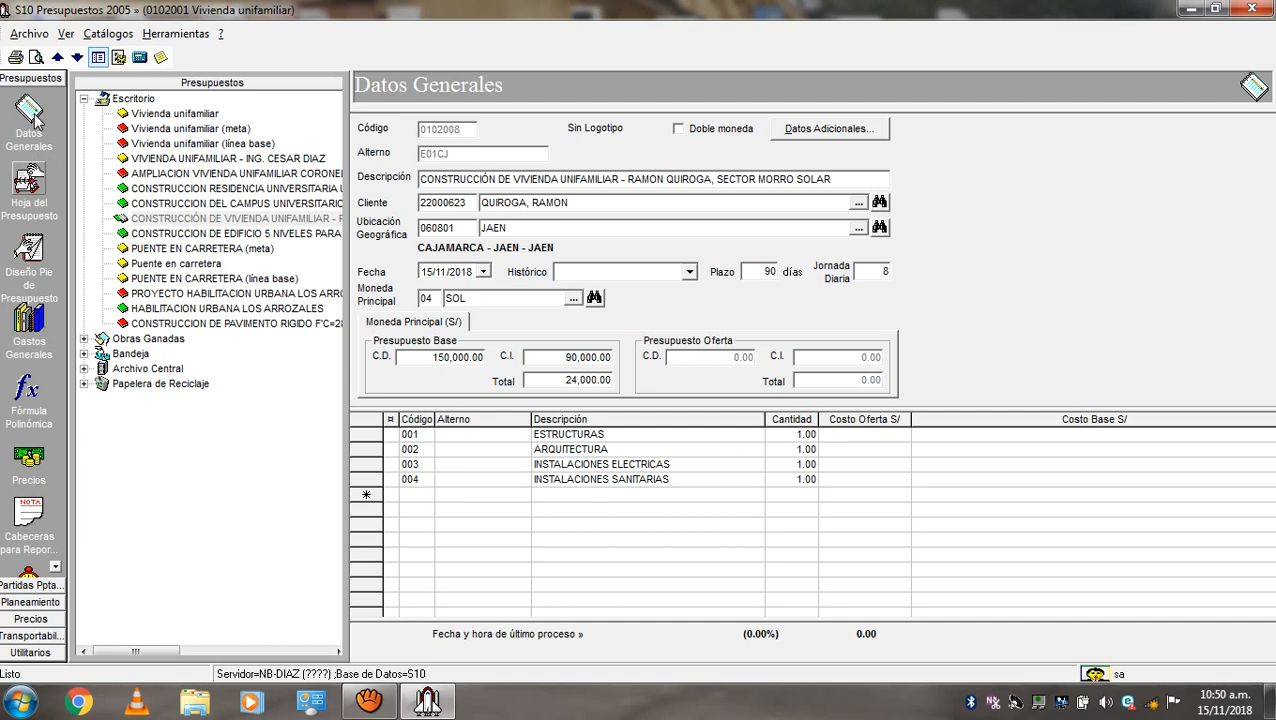 S10 Presupuestos 2005 » (0102001 Vivienda unifamiliar)
Archivo Ver Catálogos Herramientas ?
Presupuestos
Datos
Generales
Hoja del
Presupuesto
Diseño Pie
de
Presupuesto
Gastos
Generales
Fórmula
Polinómica
Precios
NOTA
Cabeceras
para Repor...
Partidas Ppta...
Planeamiento
Precios
Transportabil...
Utilitarios
Presupuestos
Escritorio
Vivienda unifamiliar
Vivienda unifamiliar (meta)
Vivienda unifamiliar (línea base)
VIVIENDA UNIFAMILIAR - ING. CESAR DIAZ
AMPLIACION VIVIENDA UNIFAMILIAR CORONE
CONSTRUCCION RESIDENCIA UNIVERSITARIA
CONSTRUCCION DEL CAMPUS UNIVERSITARIO
CONSTRUCCIÓN DE VIVIENDA UNIFAMILIAR - F
CONSTRUCCION DE EDIFICIO 5 NIVELES PARA
PUENTE EN CARRETERA (meta)
Puente en carretera
PUENTE EN CARRETERA (línea base)
PROYECTO HABILITACION URBANA LOS ARRO
HABILITACION URBANA LOS ARROZALES
CONSTRUCCION DE PAVIMENTO RIGIDO F'C=28
Obras Ganadas
Bandeja
Archivo Central
Papelera de Reciclaje
Datos Generales
Código 0102008 Sin Logotipo Doble moneda Datos Adicionales...
Alterno E01CJ
Descripción CONSTRUCCIÓN DE VIVIENDA UNIFAMILIAR - RAMON QUIROGA, SECTOR MORRO SOLAR
Cliente 22000623 QUIROGA, RAMON ...
Ubicación
Geográfica 060801 JAEN ...
CAJAMARCA - JAEN - JAEN
Fecha 15/11/2018 Histórico Plazo 90 días Jornada
Diaria 8
Moneda
Principal 04 SOL ...
Moneda Principal (S/)
Presupuesto Base Presupuesto Oferta
C.D. 150,000.00 C.I. 90,000.00 C.D. 0.00 C.I. 0.00
Total 24,000.00 Total 0.00
¤ Código Alterno Descripción Cantidad Costo Oferta S/ Costo Base S/
001 ESTRUCTURAS 1.00
002 ARQUITECTURA 1.00
003 INSTALACIONES ELECTRICAS 1.00
004 INSTALACIONES SANITARIAS 1.00
*
Fecha y hora de último proceso » (0.00%) 0.00
Listo Servidor=NB-DIAZ (????) ;Base de Datos=S10 sa
10:50 a.m.
15/11/2018